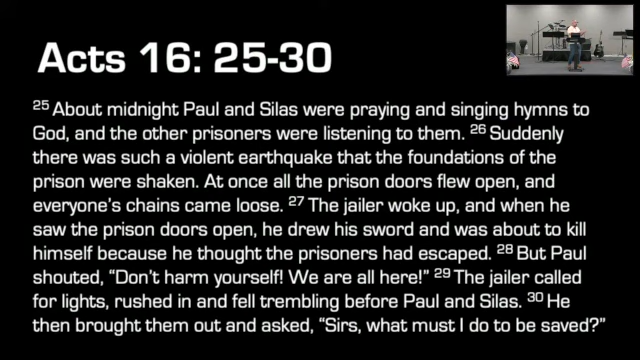 Acts 16: 25-30
25 About midnight Paul and Silas were praying and singing hymns to
God, and the other prisoners were listening to them. 26 Suddenly
there was such a violent earthquake that the foundations of the
prison were shaken. At once all the prison doors flew open, and
everyone's chains came loose. 27 The jailer woke up, and when he
saw the prison doors open, he drew his sword and was about to kill
himself because he thought the prisoners had escaped. 28 But Paul
shouted, "Don't harm yourself! We are all here!" 29 The jailer called
for lights, rushed in and fell trembling before Paul and Silas. 30 He
then brought them out and asked, "Sirs, what must I do to be saved?"